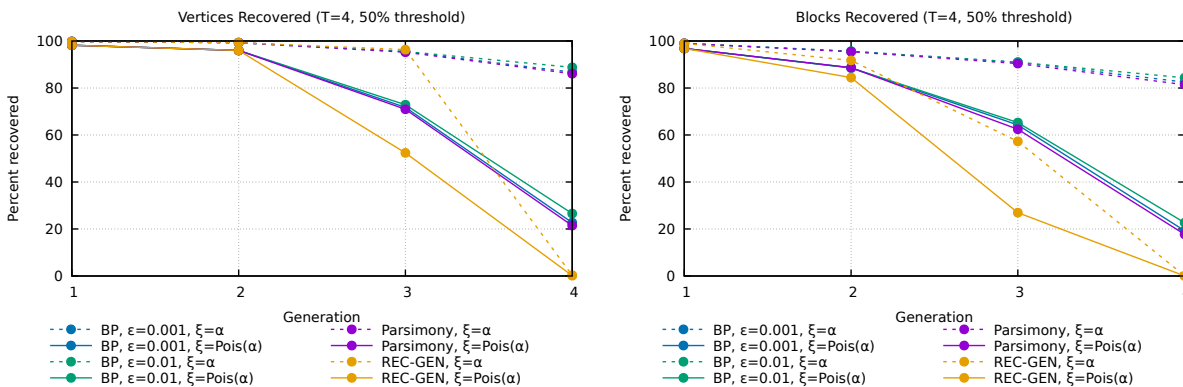 Vertices Recovered (T=4, 50% threshold)
Percent recovered
100
80
60
40
20
0
1 2 3 4
Generation
BP, ε=0.001, ξ=α
BP, ε=0.001, ξ=Pois(α)
BP, ε=0.01, ξ=α
BP, ε=0.01, ξ=Pois(α)
Parsimony, ξ=α
Parsimony, ξ=Pois(α)
REC-GEN, ξ=α
REC-GEN, ξ=Pois(α)
Blocks Recovered (T=4, 50% threshold)
Percent recovered
100
80
60
40
20
0
1 2 3
Generation
BP, ε=0.001, ξ=α
BP, ε=0.001, ξ=Pois(α)
BP, ε=0.01, ξ=α
BP, ε=0.01, ξ=Pois(α)
Parsimony, ξ=α
Parsimony, ξ=Pois(α)
REC-GEN, ξ=α
REC-GEN, ξ=Pois(α)